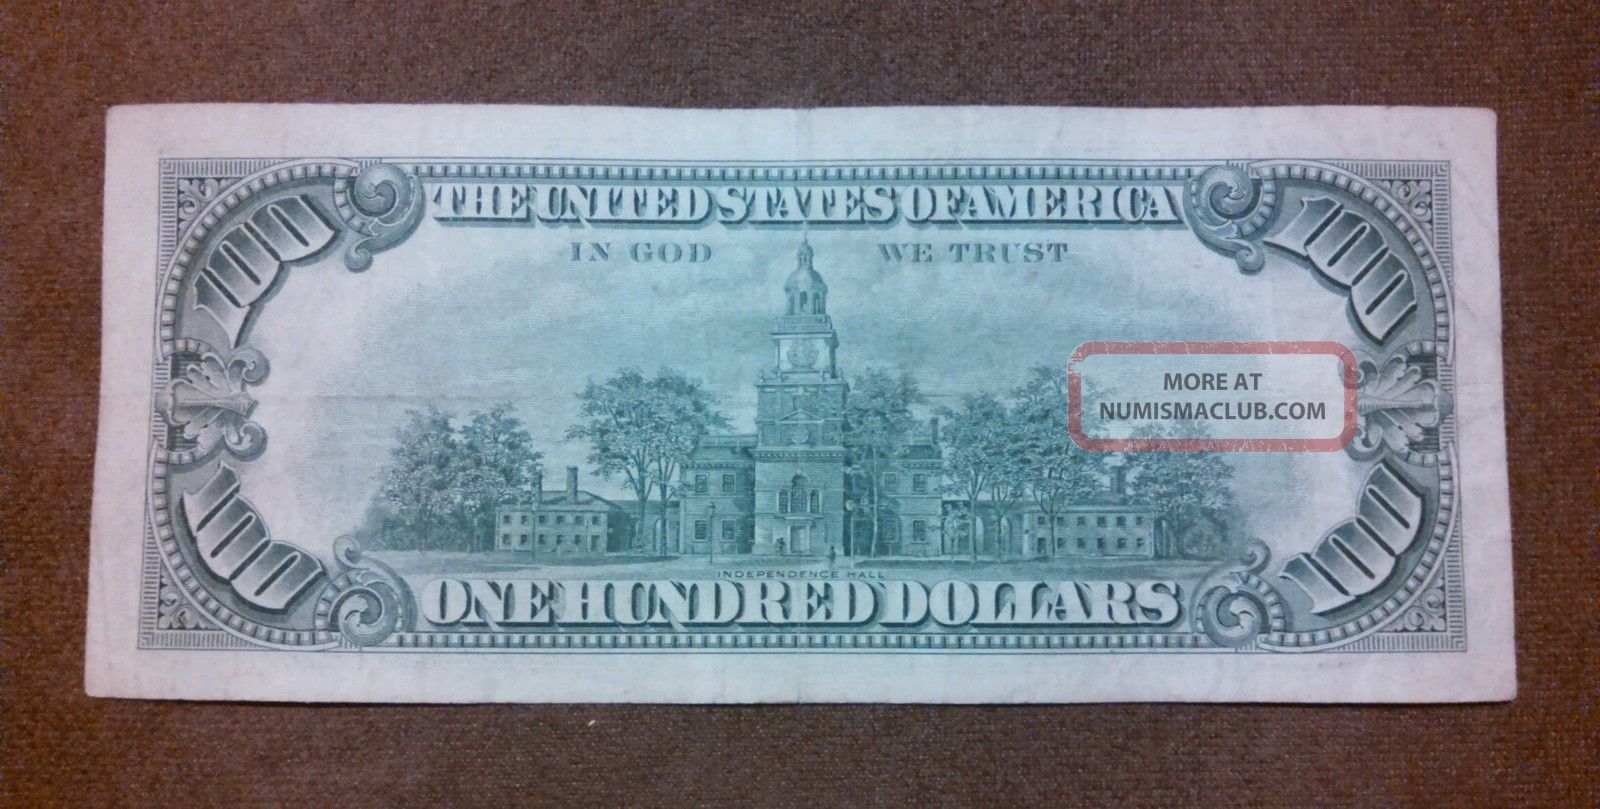 THE UNITED STATES OF AMERICA
IN GOD WE TRUST
100
100
MORE AT
NUMISMACLUB.COM
100
100
INDEPENDENCE HALL
ONE HUNDRED DOLLARS